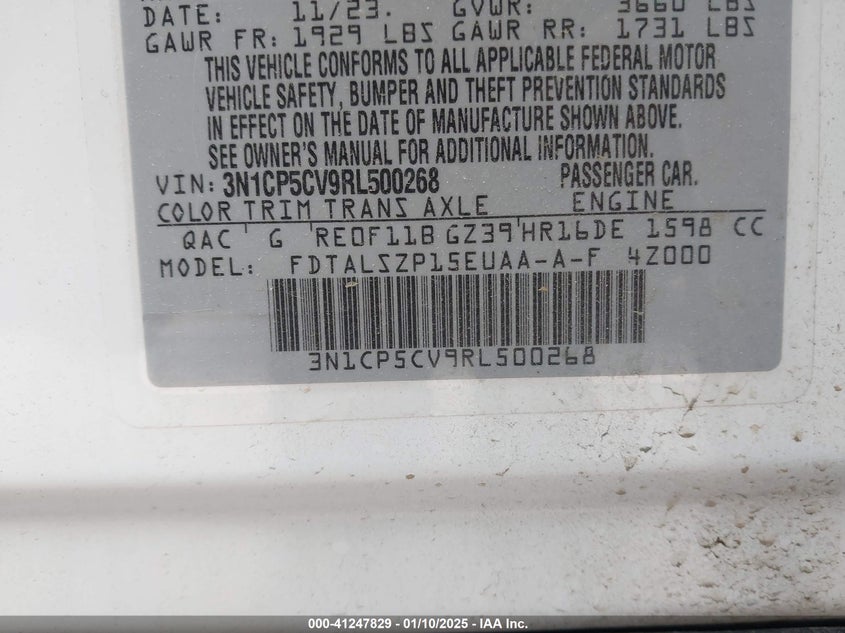 DATE: 11/23. GVWR: 3660 LBS
GAWR FR: 1929 LBS GAWR RR: 1731 LBS
THIS VEHICLE CONFORMS TO ALL APPLICABLE FEDERAL MOTOR
VEHICLE SAFETY, BUMPER AND THEFT PREVENTION STANDARDS
IN EFFECT ON THE DATE OF MANUFACTURE SHOWN ABOVE.
SEE OWNER'S MANUAL FOR ADDITIONAL INFORMATION.
VIN: 3N1CP5CV9RL500268 PASSENGER CAR.
COLOR TRIM TRANS AXLE ENGINE
QAC G RE0F11B GZ39 HR16DE 1598 CC
MODEL: FDTALSZP15EUAA-A-F 4Z000
3N1CP5CV9RL500268
000-41247829 — 01/10/2025 — IAA Inc.